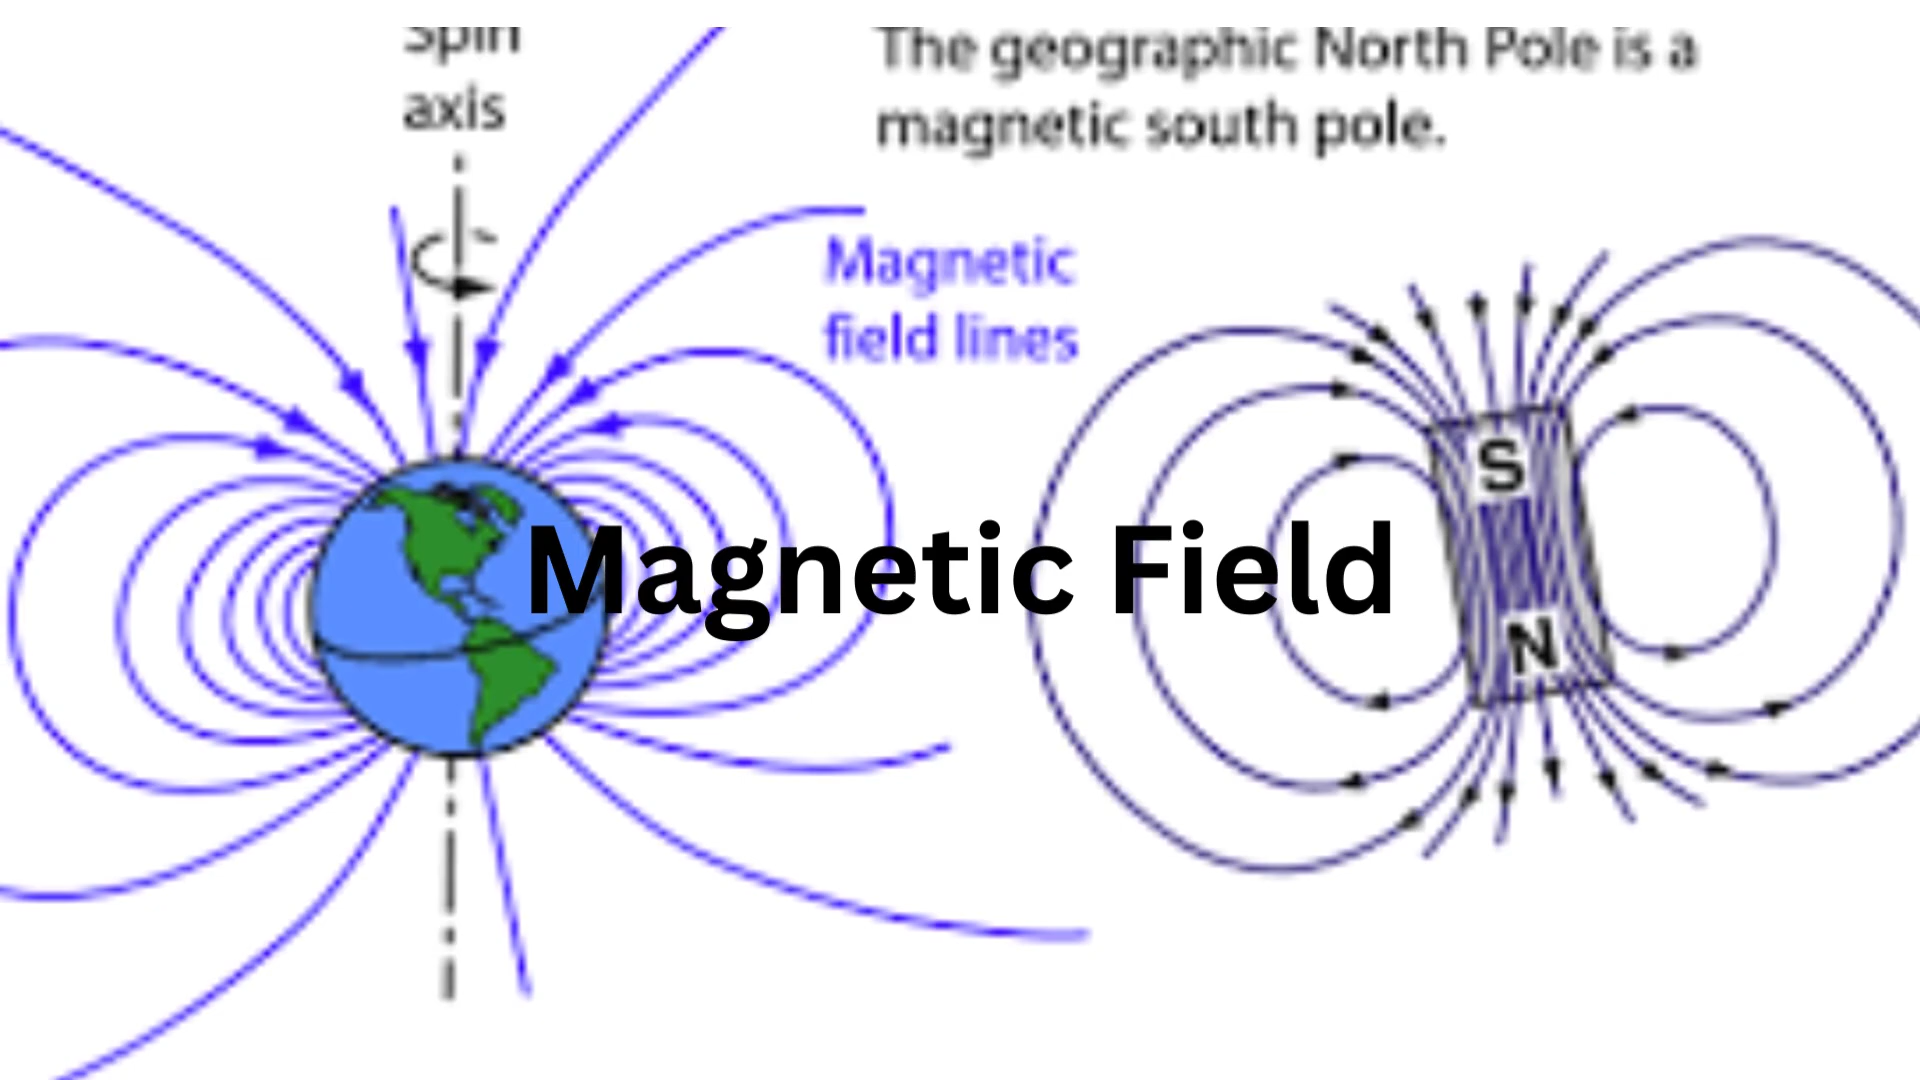 Spin
axis
The geographic North Pole is a
magnetic south pole.
Magnetic
field lines
S
Magnetic Field
N